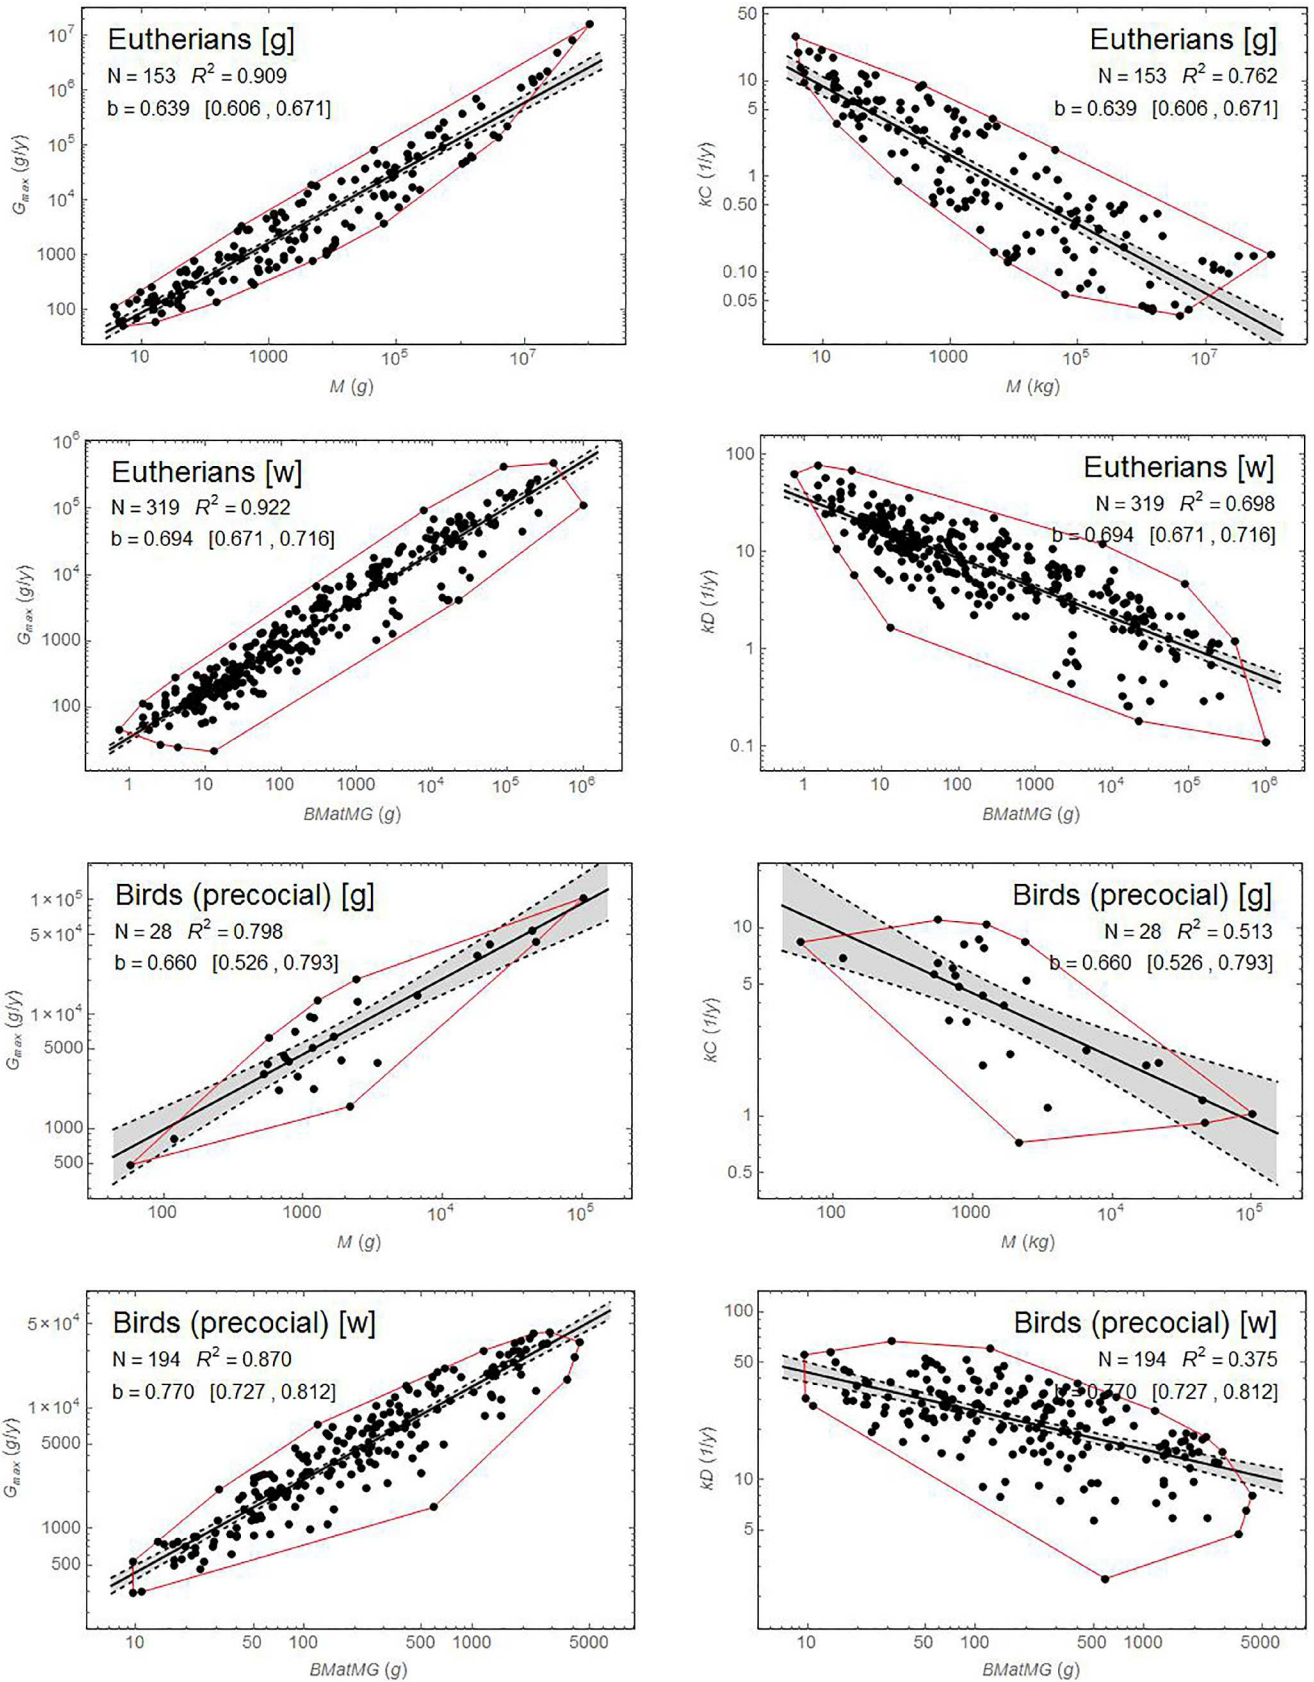 Eutherians [g]
N = 153 R² = 0.909
b = 0.639 [0.606 , 0.671]
10⁷
10⁶
10⁵
10⁴
1000
100
Gmax (g/y)
10 1000 10⁵ 10⁷
M (g)
Eutherians [g]
N = 153 R² = 0.762
b = 0.639 [0.606 , 0.671]
50
10
5
1
0.50
0.10
0.05
kC (1/y)
10 1000 10⁵ 10⁷
M (kg)
Eutherians [w]
N = 319 R² = 0.922
b = 0.694 [0.671 , 0.716]
10⁶
10⁵
10⁴
1000
100
Gmax (g/y)
1 10 100 1000 10⁴ 10⁵ 10⁶
BMatMG (g)
Eutherians [w]
N = 319 R² = 0.698
b = 0.694 [0.671 , 0.716]
100
10
1
0.1
kD (1/y)
1 10 100 1000 10⁴ 10⁵ 10⁶
BMatMG (g)
Birds (precocial) [g]
N = 28 R² = 0.798
b = 0.660 [0.526 , 0.793]
1×10⁵
5×10⁴
1×10⁴
5000
1000
500
Gmax (g/y)
100 1000 10⁴ 10⁵
M (g)
Birds (precocial) [g]
N = 28 R² = 0.513
b = 0.660 [0.526 , 0.793]
10
5
1
0.5
kC (1/y)
100 1000 10⁴ 10⁵
M (kg)
Birds (precocial) [w]
N = 194 R² = 0.870
b = 0.770 [0.727 , 0.812]
5×10⁴
1×10⁴
5000
1000
500
Gmax (g/y)
10 50 100 500 1000 5000
BMatMG (g)
Birds (precocial) [w]
N = 194 R² = 0.375
b = 0.770 [0.727 , 0.812]
100
50
10
5
kD (1/y)
10 50 100 500 1000 5000
BMatMG (g)